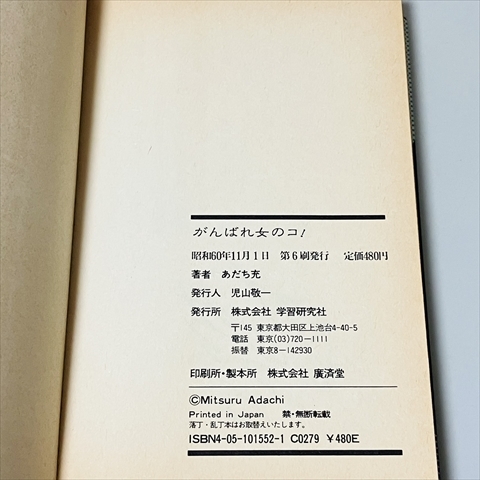 がんばれ女のコ!
昭和60年11月1日 第6刷発行 定価480円
著者 あだち充
発行人 児山敬一
発行所 株式会社 学習研究社
〒145 東京都大田区上池台4-40-5
電話 東京(03)720-1111
振替 東京8-142930
印刷所・製本所 株式会社 廣済堂
©Mitsuru Adachi
Printed in Japan 禁・無断転載
落丁・乱丁本はお取替えいたします。
ISBN4-05-101552-1 C0279 ¥480E